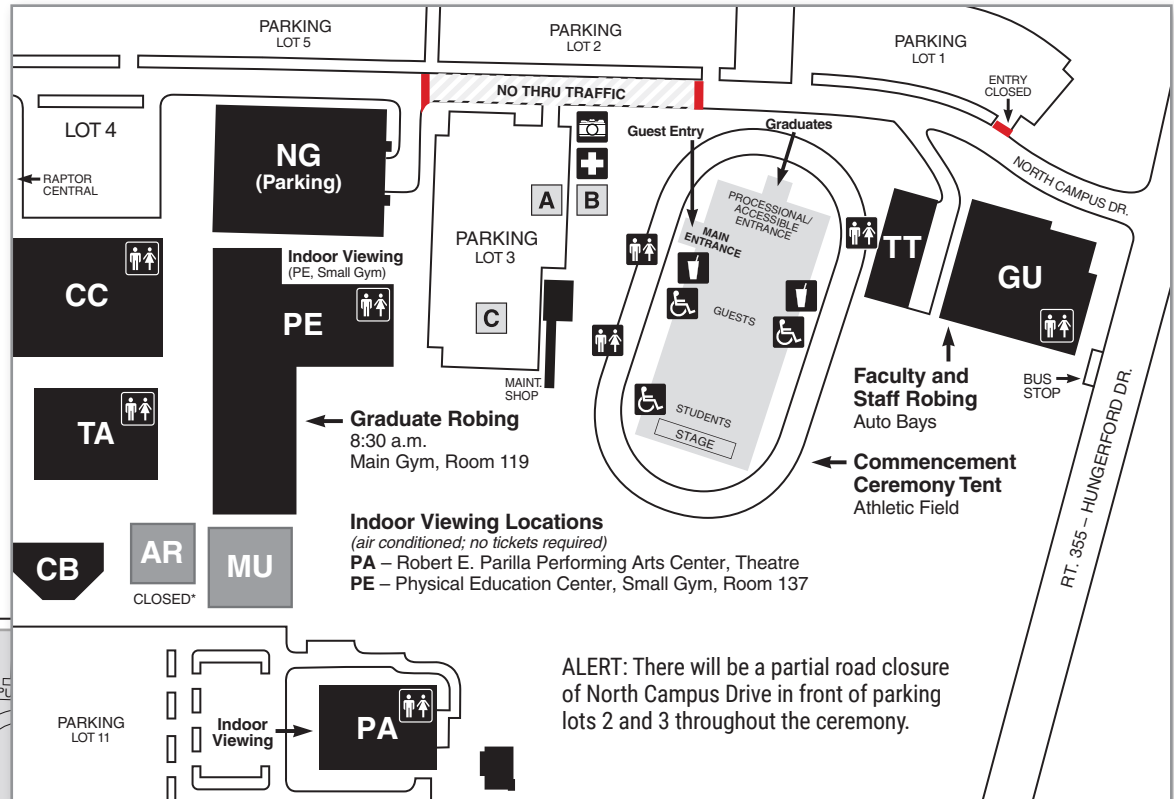 PARKING
LOT 5
PARKING
LOT 2
PARKING
LOT 1
ENTRY
CLOSED
NO THRU TRAFFIC
LOT 4
RAPTOR
CENTRAL
NG
(Parking)
Guest Entry
Graduates
NORTH CAMPUS DR.
A
B
PROCESSIONAL/
ACCESSIBLE
ENTRANCE
MAIN
ENTRANCE
PARKING
LOT 3
TT
GU
CC
Indoor Viewing
(PE, Small Gym)
PE
C
GUESTS
MAINT.
SHOP
BUS
STOP
TA
Graduate Robing
8:30 a.m.
Main Gym, Room 119
STUDENTS
STAGE
Faculty and
Staff Robing
Auto Bays
Commencement
Ceremony Tent
Athletic Field
RT. 355 – HUNGERFORD DR.
CB
AR
CLOSED*
MU
Indoor Viewing Locations
(air conditioned; no tickets required)
PA – Robert E. Parilla Performing Arts Center, Theatre
PE – Physical Education Center, Small Gym, Room 137
ALERT: There will be a partial road closure
of North Campus Drive in front of parking
lots 2 and 3 throughout the ceremony.
PARKING
LOT 11
Indoor
Viewing
PA